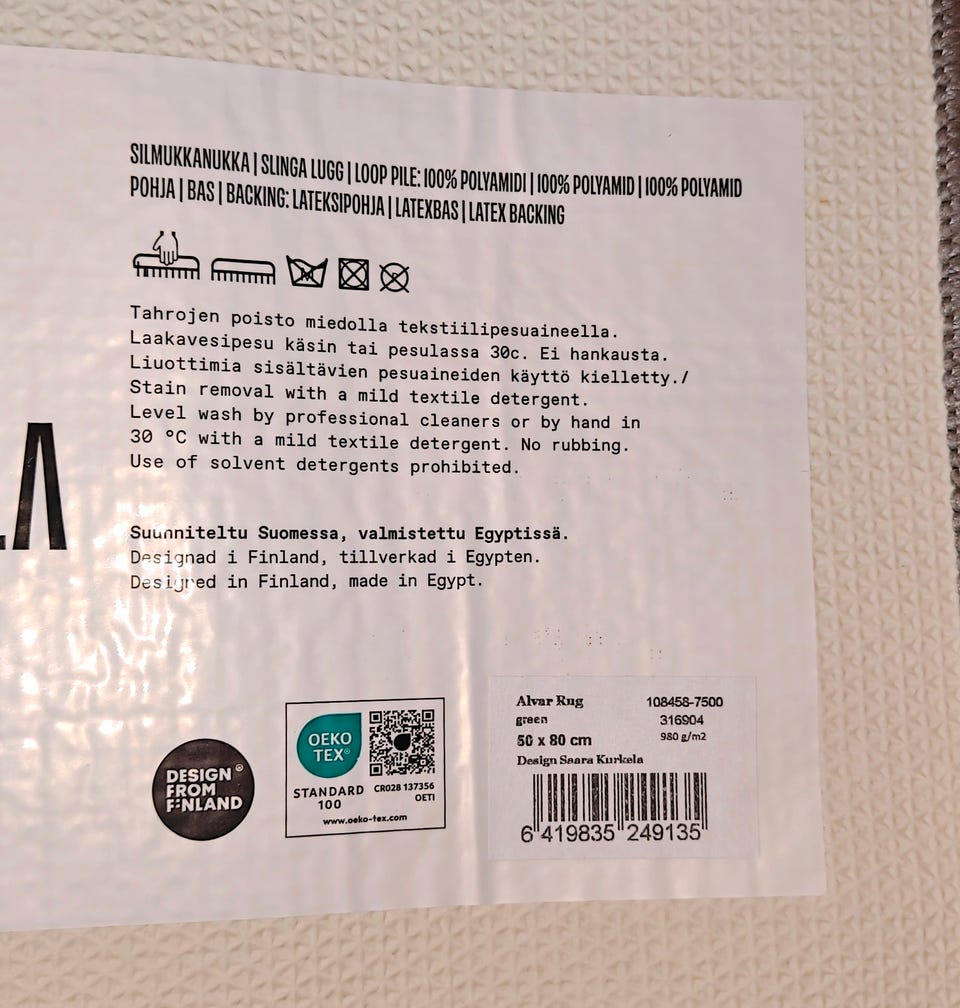 SILMUKKANUKKA | SLINGA LUGG | LOOP PILE: 100% POLYAMIDI | 100% POLYAMID | 100% POLYAMID
POHJA | BAS | BACKING: LATEKSIPOHJA | LATEXBAS | LATEX BACKING
Tahrojen poisto miedolla tekstiilipesuaineella.
Laakavesipesu käsin tai pesulassa 30c. Ei hankausta.
Liuottimia sisältävien pesuaineiden käyttö kielletty./
Stain removal with a mild textile detergent.
Level wash by professional cleaners or by hand in
30 °C with a mild textile detergent. No rubbing.
Use of solvent detergents prohibited.
LA
Suunniteltu Suomessa, valmistettu Egyptissä.
Designad i Finland, tillverkad i Egypten.
Designed in Finland, made in Egypt.
DESIGN ®
FROM
FINLAND
OEKO
TEX®
STANDARD
100
CR028 137356
OETI
www.oeko-tex.com
Alvar Rug 108458-7500
green 316904
50 x 80 cm 980 g/m2
Design Saara Kurkela
6 419835 249135